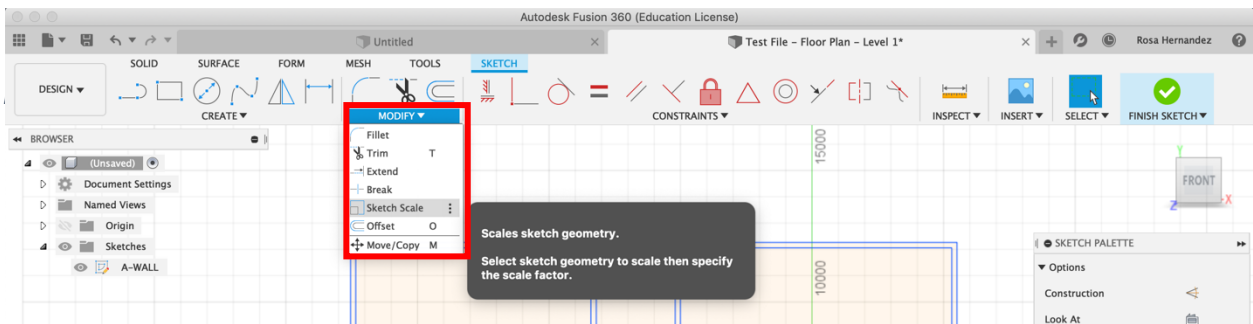 Autodesk Fusion 360 (Education License)
Untitled
Test File – Floor Plan – Level 1*
Rosa Hernandez
SOLID SURFACE FORM MESH TOOLS SKETCH
DESIGN ▾
CREATE ▾ MODIFY ▾ CONSTRAINTS ▾ INSPECT ▾ INSERT ▾ SELECT ▾ FINISH SKETCH ▾
BROWSER
(Unsaved)
Document Settings
Named Views
Origin
Sketches
A-WALL
Fillet
Trim T
Extend
Break
Sketch Scale
Offset O
Move/Copy M
Scales sketch geometry.
Select sketch geometry to scale then specify
the scale factor.
15000
10000
Y
FRONT
Z
X
SKETCH PALETTE
Options
Construction
Look At